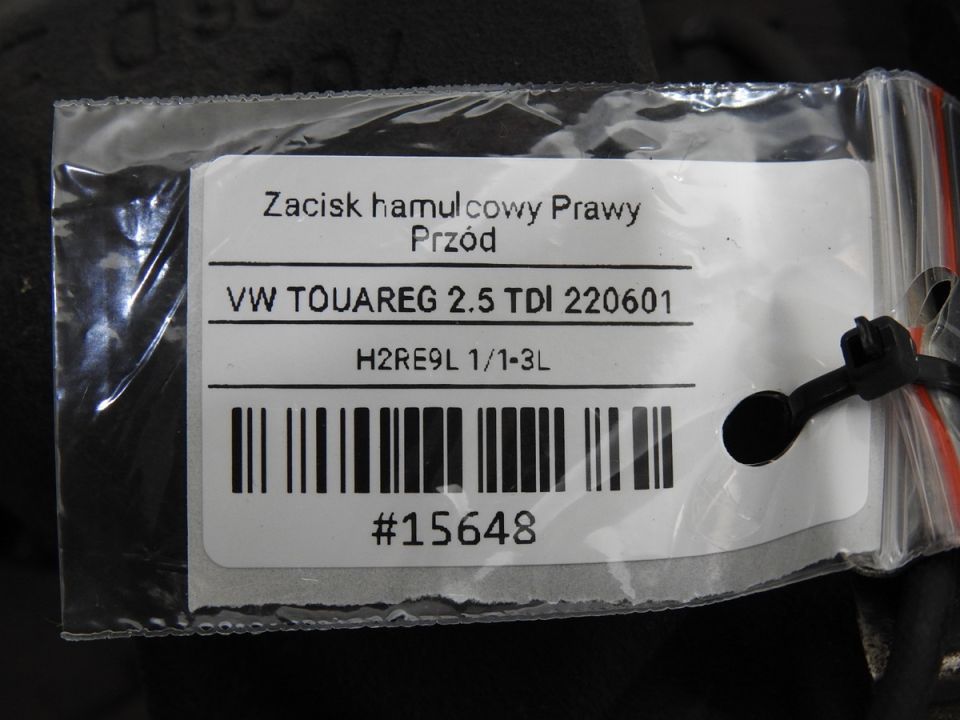 Zacisk hamulcowy Prawy
Przód
VW TOUAREG 2.5 TDI 220601
H2RE9L 1/1-3L
#15648